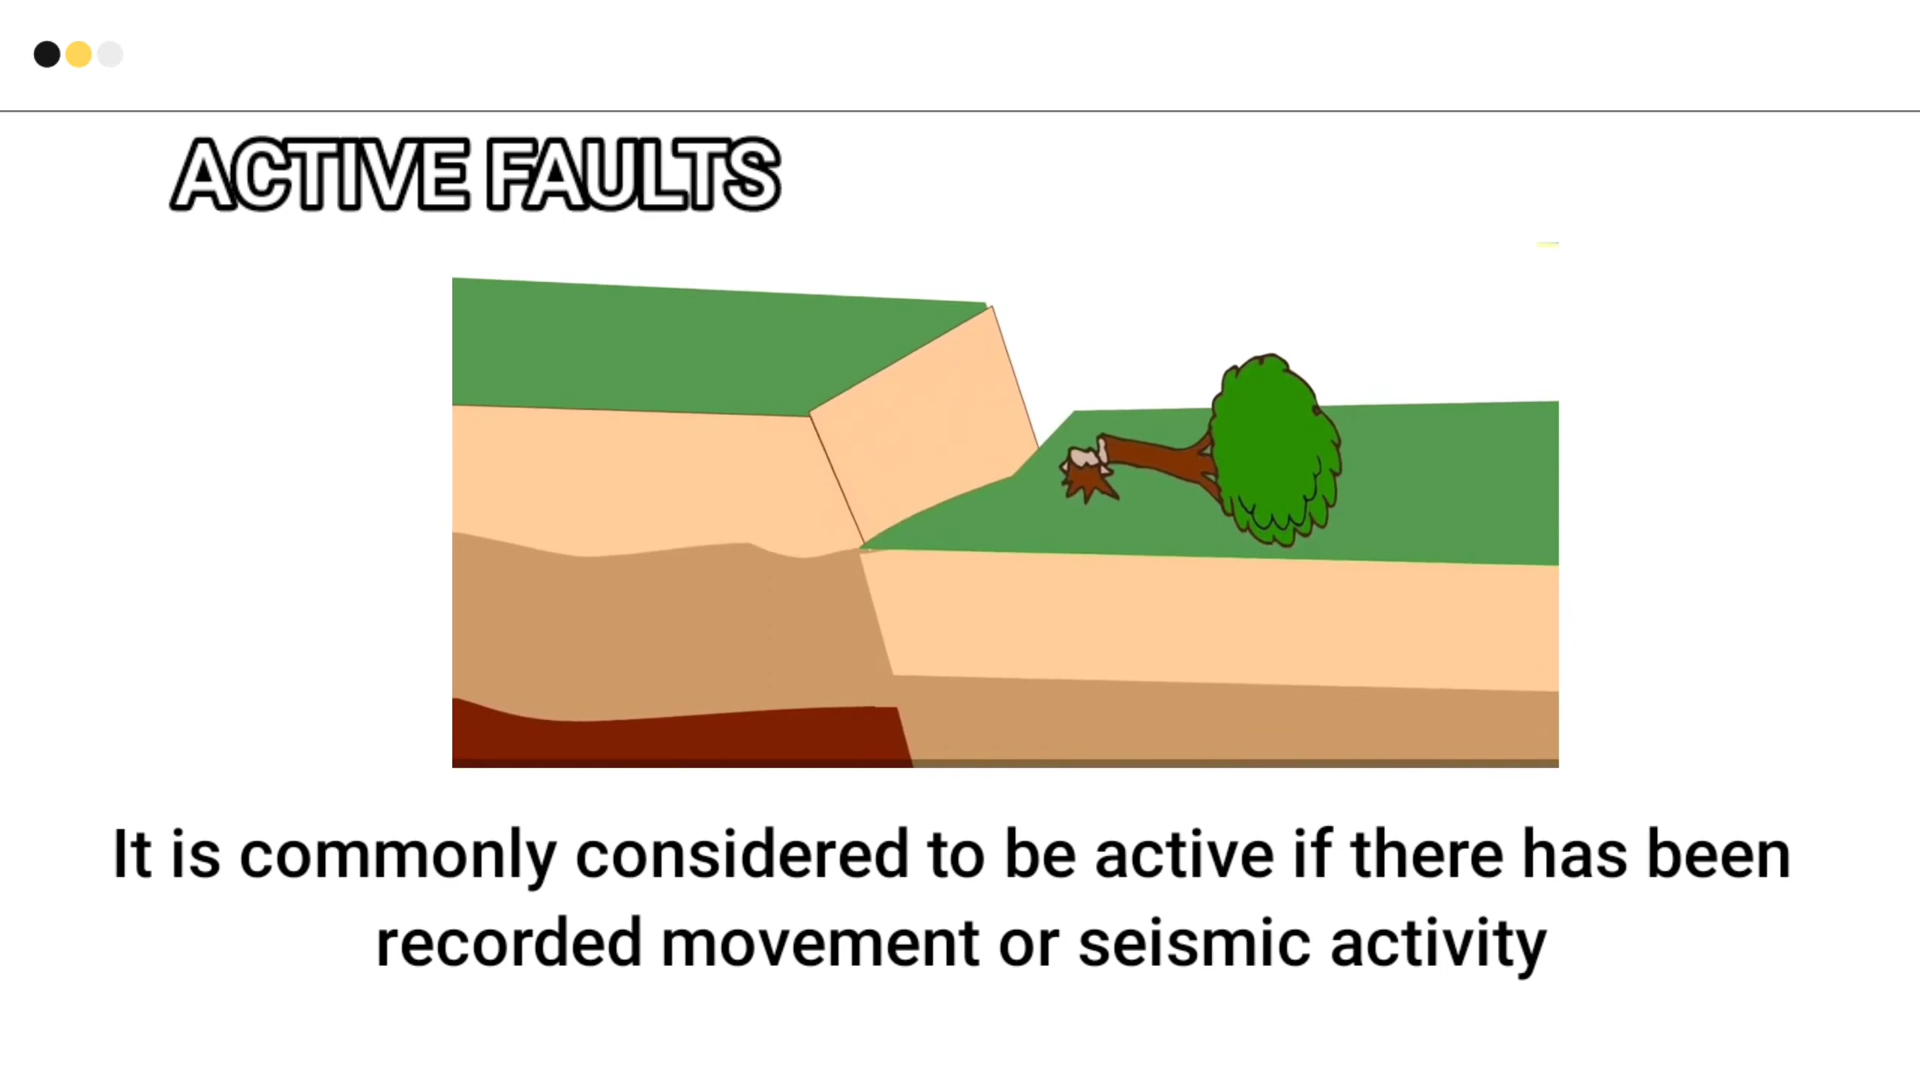 ACTIVE FAULTS
It is commonly considered to be active if there has been
recorded movement or seismic activity